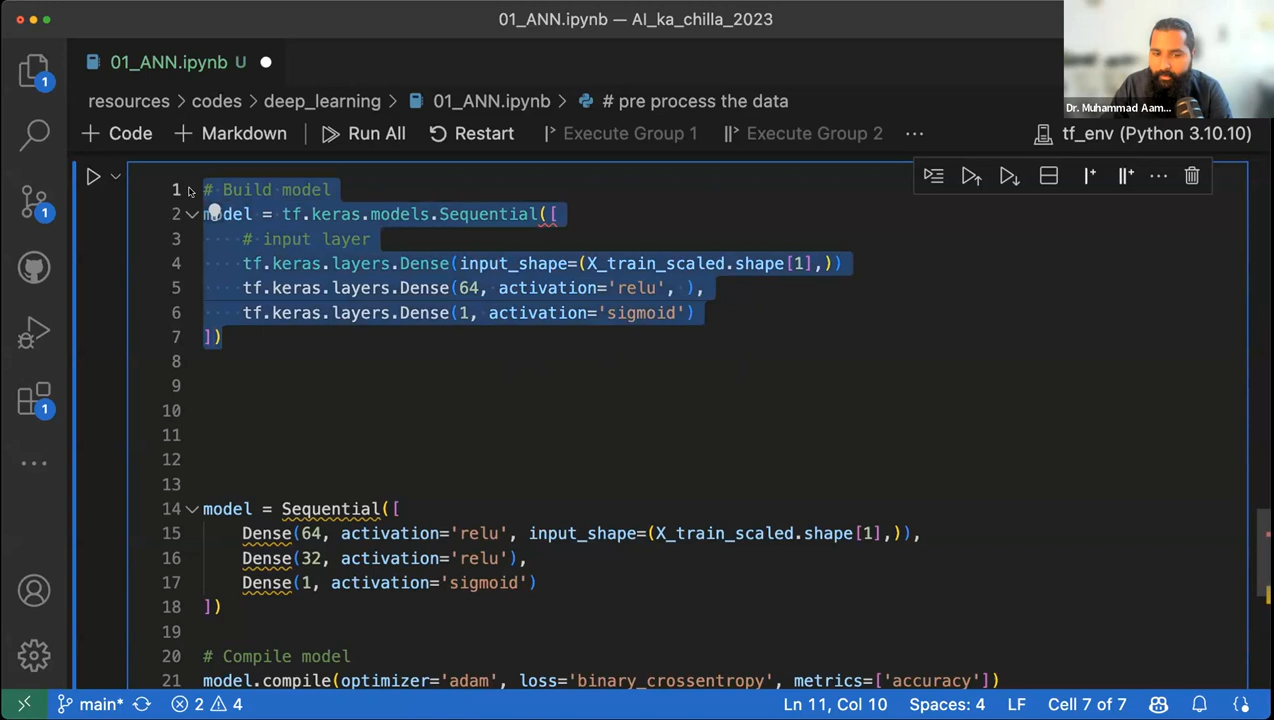 01_ANN.ipynb — AI_ka_chilla_2023
01_ANN.ipynb U
resources > codes > deep_learning > 01_ANN.ipynb > # pre process the data
+ Code + Markdown Run All Restart Execute Group 1 Execute Group 2 ...
tf_env (Python 3.10.10)
Dr. Muhammad Aam...
1
1
1
1 # Build model
2 model = tf.keras.models.Sequential([
3 # input layer
4 tf.keras.layers.Dense(input_shape=(X_train_scaled.shape[1],))
5 tf.keras.layers.Dense(64, activation='relu', ),
6 tf.keras.layers.Dense(1, activation='sigmoid')
7 ])
8
9
10
11
12
13
14 model = Sequential([
15 Dense(64, activation='relu', input_shape=(X_train_scaled.shape[1],)),
16 Dense(32, activation='relu'),
17 Dense(1, activation='sigmoid')
18 ])
19
20 # Compile model
21 model.compile(optimizer='adam', loss='binary_crossentropy', metrics=['accuracy'])
main* 2 4 Ln 11, Col 10 Spaces: 4 LF Cell 7 of 7